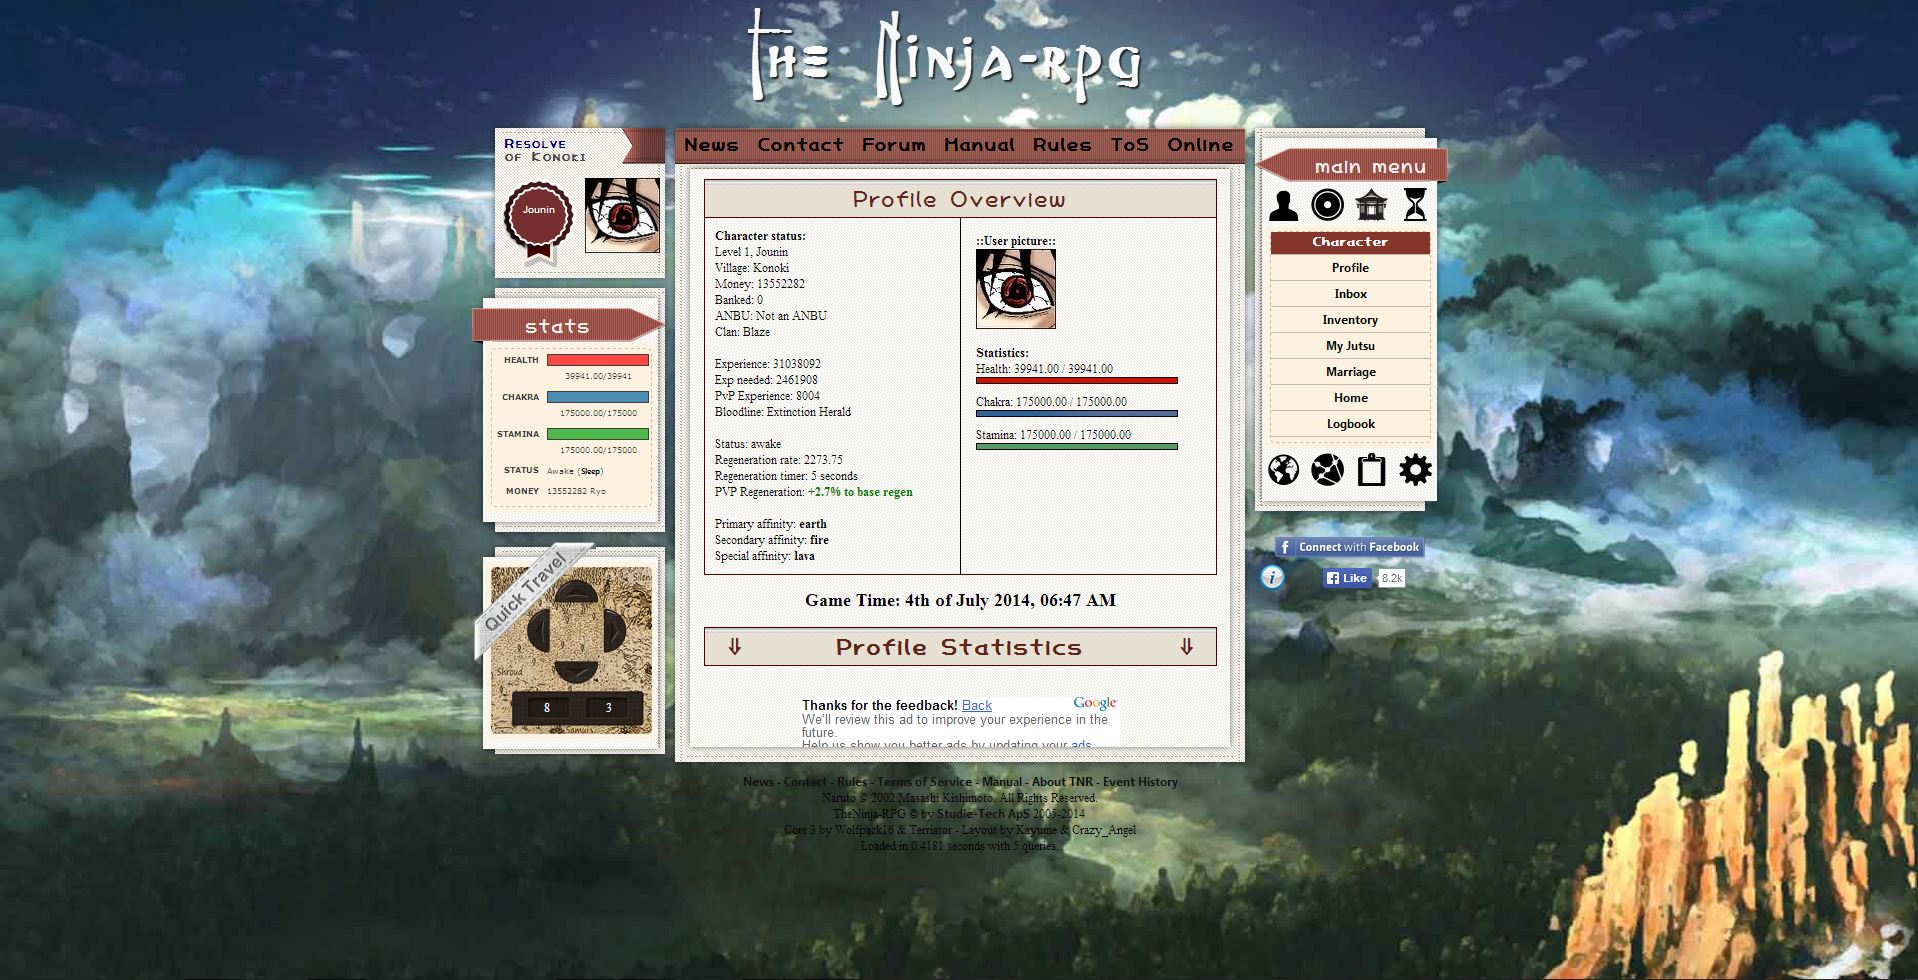 The Ninja-RPG
Resolve
of Konoki
Jounin
stats
HEALTH
39941.00/39941
CHAKRA
175000.00/175000
STAMINA
175000.00/175000
STATUS Awake (Sleep)
MONEY 13552282 Ryo
Quick Travel
Shroud
8 3
Samui
News Contact Forum Manual Rules ToS Online
Profile Overview
Character status:
Level 1, Jounin
Village: Konoki
Money: 13552282
Banked: 0
ANBU: Not an ANBU
Clan: Blaze
Experience: 31038092
Exp needed: 2461908
PvP Experience: 8004
Bloodline: Extinction Herald
Status: awake
Regeneration rate: 2273.75
Regeneration timer: 5 seconds
PVP Regeneration: +2.7% to base regen
Primary affinity: earth
Secondary affinity: fire
Special affinity: lava
::User picture::
Statistics:
Health: 39941.00 / 39941.00
Chakra: 175000.00 / 175000.00
Stamina: 175000.00 / 175000.00
Game Time: 4th of July 2014, 06:47 AM
⇓ Profile Statistics ⇓
Thanks for the feedback! Back
Google
We'll review this ad to improve your experience in the
future.
Help us show you better ads by updating your ads
main menu
Character
Profile
Inbox
Inventory
My Jutsu
Marriage
Home
Logbook
Connect with Facebook
Like 8.2k
News - Contact - Rules - Terms of Service - Manual - About TNR - Event History
Naruto © 2002 Masashi Kishimoto. All Rights Reserved.
TheNinja-RPG © by Studie-Tech ApS 2005-2014
Core 3 by Wolfpack16 & Terriator - Layout by Kayume & Crazy_Angel
Loaded in 0.4181 seconds with 5 queries.